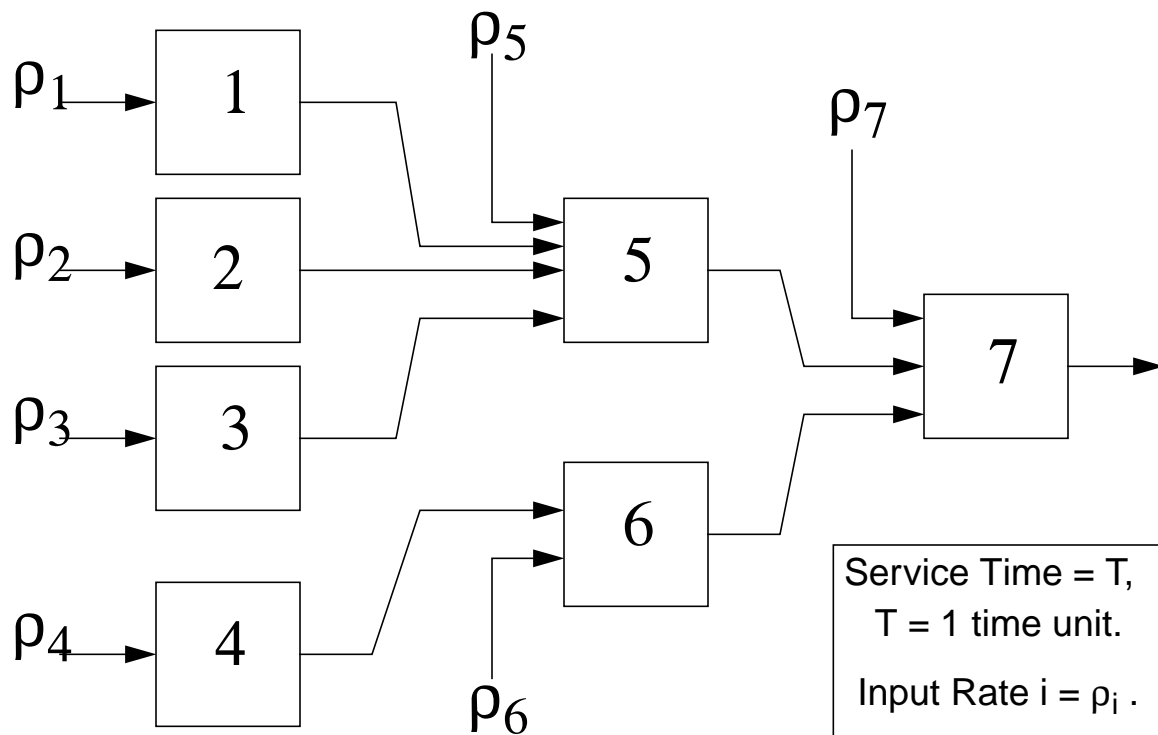 ρ1
1
ρ5
ρ7
ρ2
2
5
7
ρ3
3
6
ρ4
4
ρ6
Service Time = T,
T = 1 time unit.
Input Rate i = ρi .